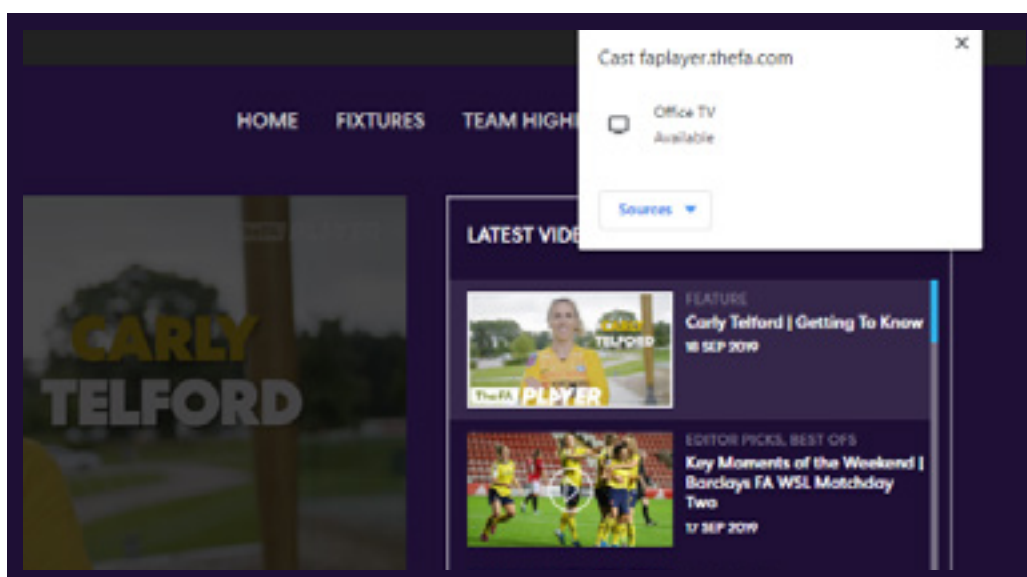 Cast faplayer.thefa.com
Office TV
Available
Sources
HOME FIXTURES TEAM HIGHL
CARLY
TELFORD
LATEST VIDE
FEATURE
Carly Telford | Getting To Know
18 SEP 2019
CARLY
TELFORD
TheFA PLAYER
EDITOR PICKS, BEST OFS
Key Moments of the Weekend |
Barclays FA WSL Matchday
Two
17 SEP 2019